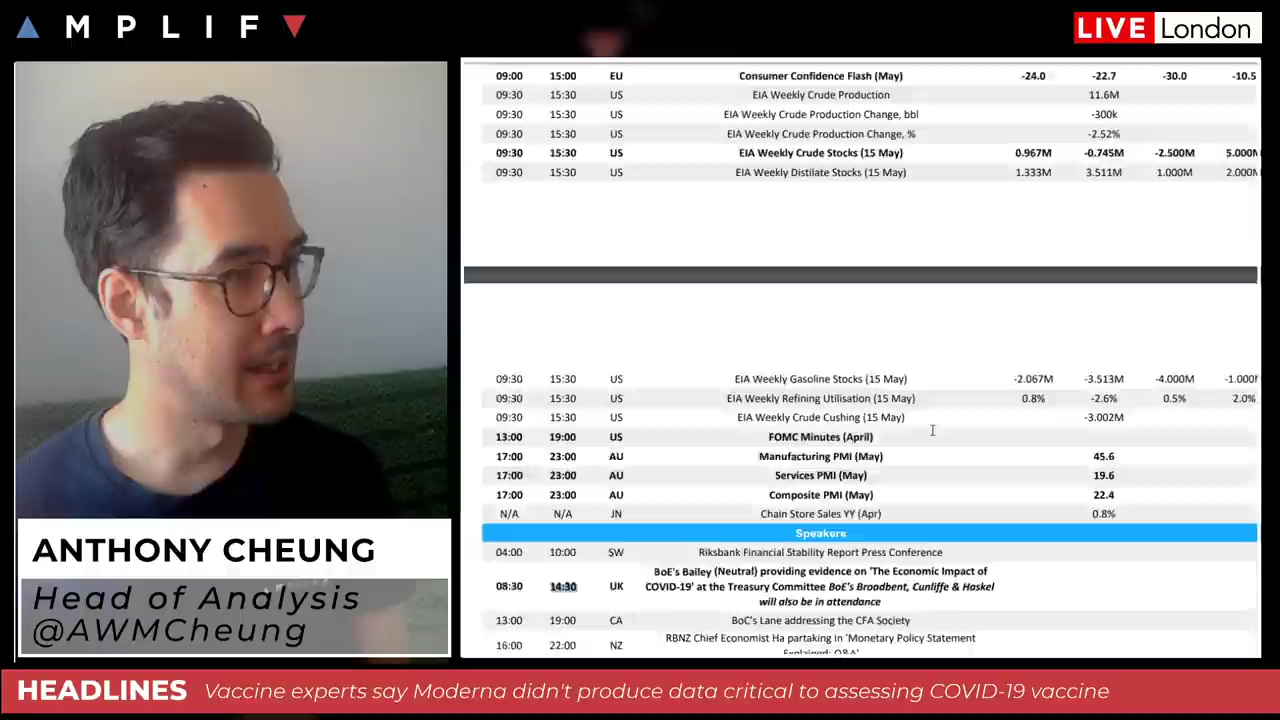 AMPLIFY
LIVE London
09:00 15:00 EU Consumer Confidence Flash (May) -24.0 -22.7 -30.0 -10.5
09:30 15:30 US EIA Weekly Crude Production 11.6M
09:30 15:30 US EIA Weekly Crude Production Change, bbl -300k
09:30 15:30 US EIA Weekly Crude Production Change, % -2.52%
09:30 15:30 US EIA Weekly Crude Stocks (15 May) 0.967M -0.745M -2.500M 5.000M
09:30 15:30 US EIA Weekly Distilate Stocks (15 May) 1.333M 3.511M 1.000M 2.000M
09:30 15:30 US EIA Weekly Gasoline Stocks (15 May) -2.067M -3.513M -4.000M -1.000M
09:30 15:30 US EIA Weekly Refining Utilisation (15 May) 0.8% -2.6% 0.5% 2.0%
09:30 15:30 US EIA Weekly Crude Cushing (15 May) -3.002M
13:00 19:00 US FOMC Minutes (April)
17:00 23:00 AU Manufacturing PMI (May) 45.6
17:00 23:00 AU Services PMI (May) 19.6
17:00 23:00 AU Composite PMI (May) 22.4
N/A N/A JN Chain Store Sales YY (Apr) 0.8%
Speakers
04:00 10:00 SW Riksbank Financial Stability Report Press Conference
BoE's Bailey (Neutral) providing evidence on 'The Economic Impact of
08:30 14:30 UK COVID-19' at the Treasury Committee BoE's Broadbent, Cunliffe & Haskel
will also be in attendance
13:00 19:00 CA BoC's Lane addressing the CFA Society
16:00 22:00 NZ RBNZ Chief Economist Ha partaking in 'Monetary Policy Statement
Explained: Q&A'
ANTHONY CHEUNG
Head of Analysis
@AWMCheung
HEADLINES Vaccine experts say Moderna didn't produce data critical to assessing COVID-19 vaccine